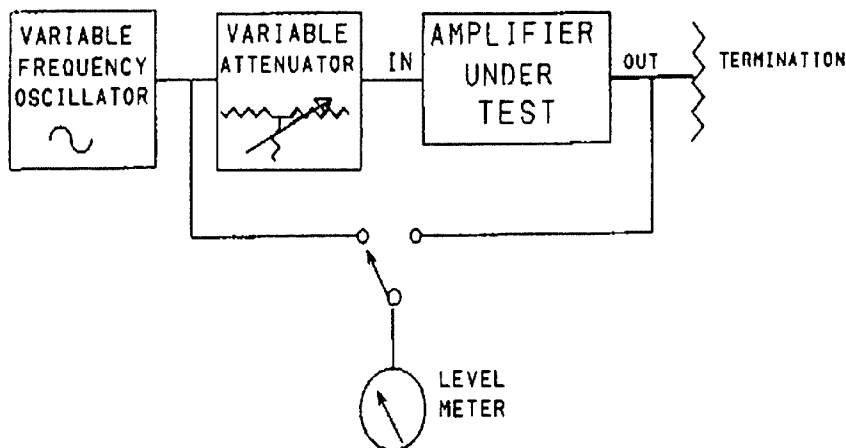 VARIABLE
FREQUENCY
OSCILLATOR
VARIABLE
ATTENUATOR
IN
AMPLIFIER
UNDER
TEST
OUT
TERMINATION
LEVEL
METER